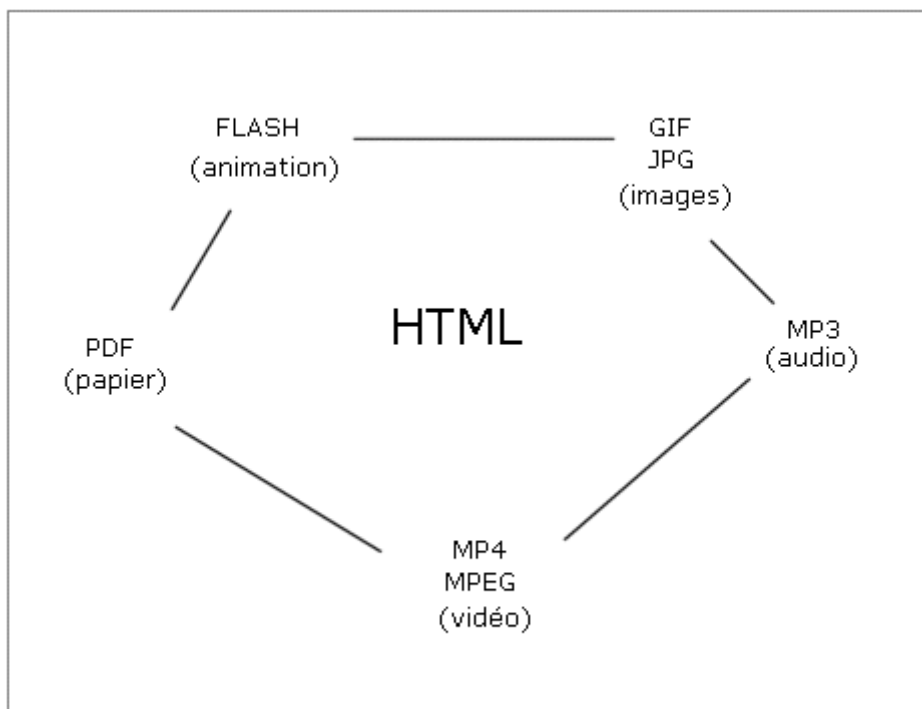 FLASH
(animation)
GIF
JPG
(images)
HTML
PDF
(papier)
MP3
(audio)
MP4
MPEG
(vidéo)